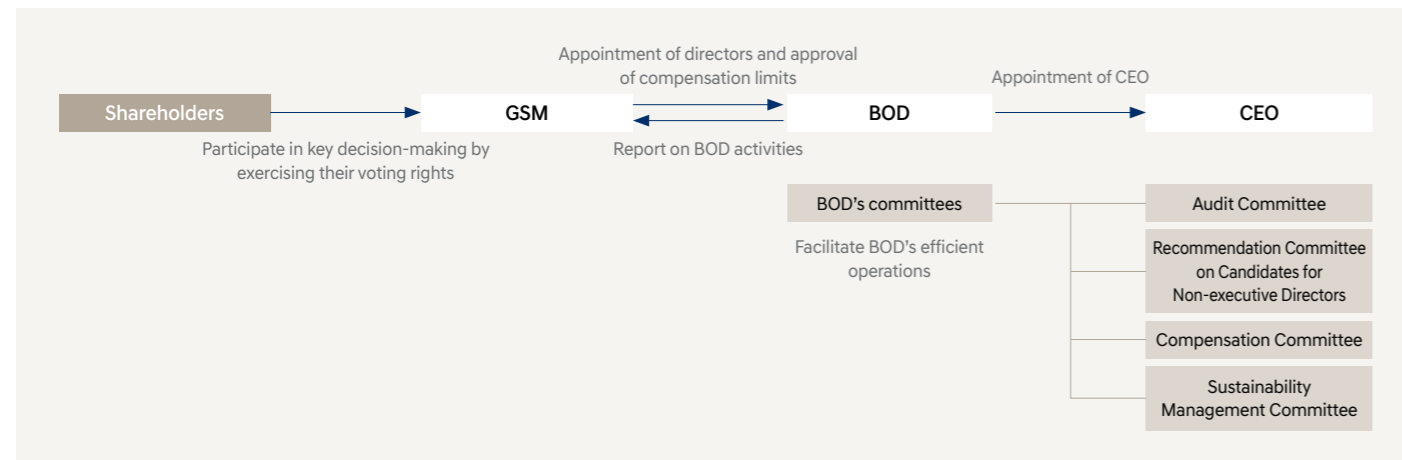 Appointment of directors and approval
of compensation limits
Appointment of CEO
Shareholders
GSM
BOD
CEO
Participate in key decision-making by
exercising their voting rights
Report on BOD activities
BOD’s committees
Facilitate BOD’s efficient
operations
Audit Committee
Recommendation Committee
on Candidates for
Non-executive Directors
Compensation Committee
Sustainability
Management Committee